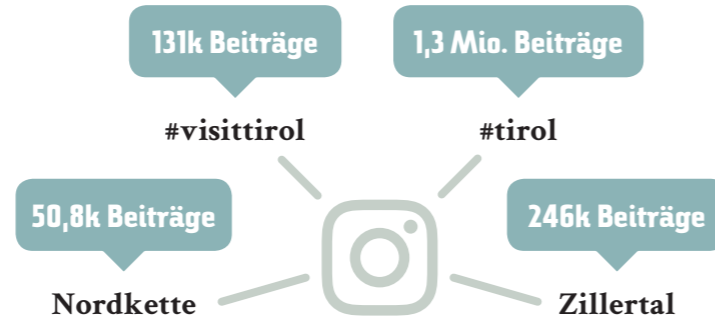 131k Beiträge
1,3 Mio. Beiträge
#visittirol
#tirol
50,8k Beiträge
246k Beiträge
Nordkette
Zillertal